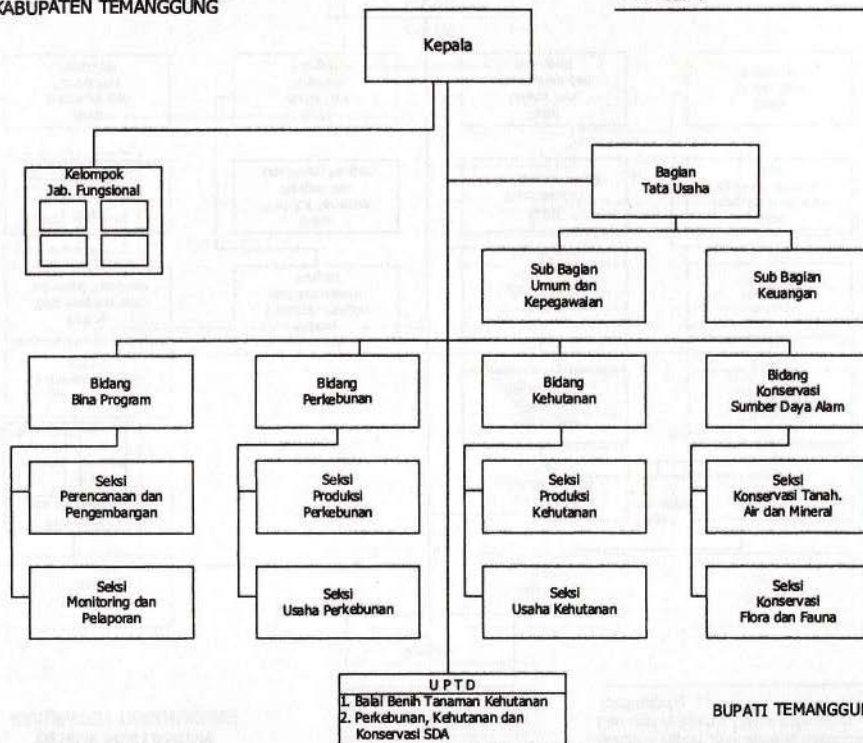 KABUPATEN TEMANGGUNG
Kepala
Kelompok
Jab. Fungsional
Bagian
Tata Usaha
Sub Bagian
Umum dan
Kepegawaian
Sub Bagian
Keuangan
Bidang
Bina Program
Bidang
Perkebunan
Bidang
Kehutanan
Bidang
Konservasi
Sumber Daya Alam
Seksi
Perencanaan dan
Pengembangan
Seksi
Produksi
Perkebunan
Seksi
Produksi
Kehutanan
Seksi
Konservasi Tanah.
Air dan Mineral
Seksi
Monitoring dan
Pelaporan
Seksi
Usaha Perkebunan
Seksi
Usaha Kehutanan
Seksi
Konservasi
Flora dan Fauna
UPTD
1. Balai Benih Tanaman Kehutanan
2. Perkebunan, Kehutanan dan
Konservasi SDA
BUPATI TEMANGGU